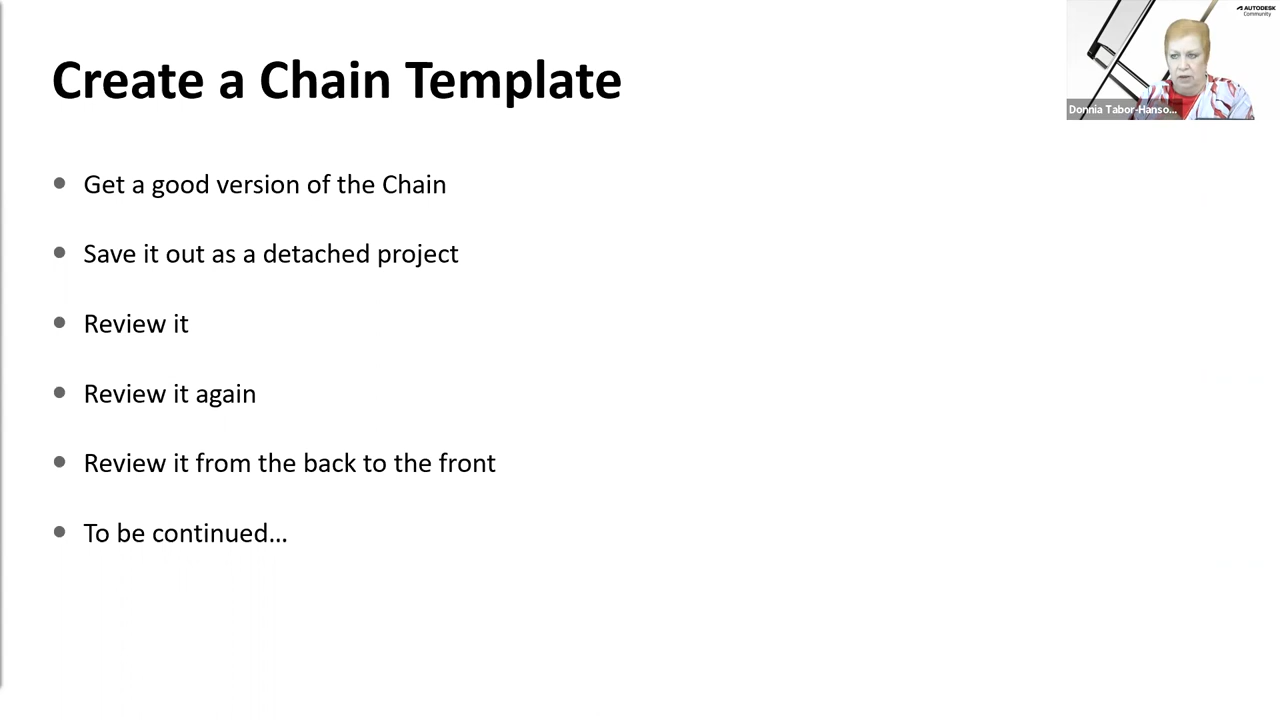 Create a Chain Template
Get a good version of the Chain
Save it out as a detached project
Review it
Review it again
Review it from the back to the front
To be continued...
AUTODESK
Community
Donnia Tabor-Hanso...